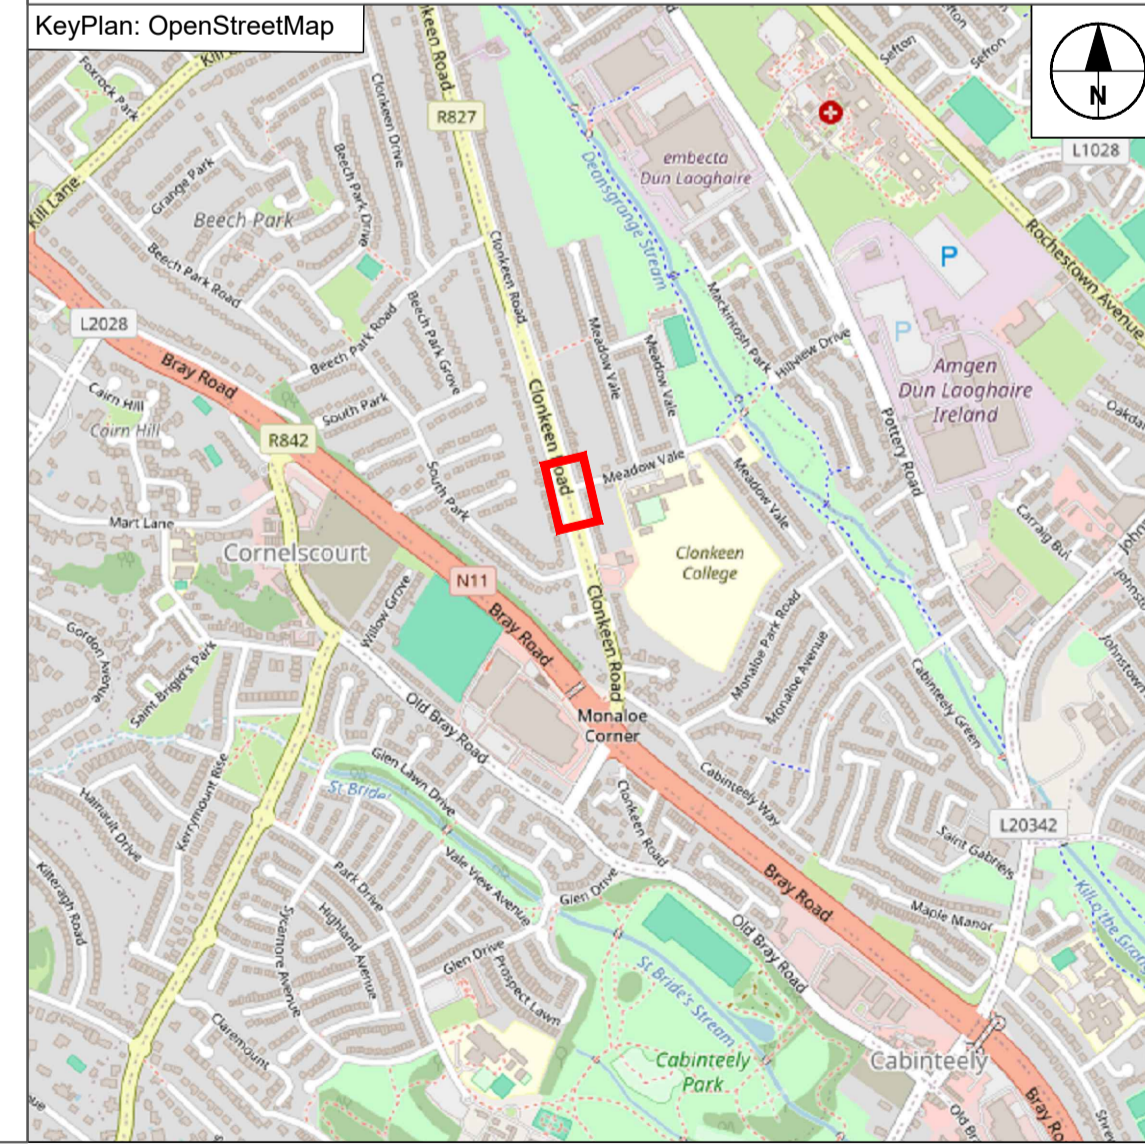 KeyPlan: OpenStreetMap
N
Foxrock Park
Clonkeen Drive
R827
Sefton
Sefton
L1028
embecta
Dun Laoghaire
Deansgrange Stream
Kill Lane
Grange Park
Beech Park
Beech Park Drive
Beech Park Road
Clonkeen Road
P
Rochestown Avenue
L2028
Bray Road
Beech Park Road
Beech Park Grove
Meadow Vale
Meadow Vale
Mackintosh Park
Hillview Drive
P
Amgen
Dun Laoghaire
Ireland
Cairn Hill
Cairn Hill
South Park
Clonkeen Road
R842
South Park
Meadow Vale
Meadow Vale
Pottery Road
Mart Lane
Cornelscourt
Clonkeen
College
Carraig Bui
N11
Willow Grove
Bray Road
Clonkeen Road
Monaloe Park Road
Monaloe Avenue
Gordon Avenue
Saint Brigid's Park
Old Bray Road
Monaloe
Corner
Cabinteely Green
Glen Lawn Drive
Cabinteely Way
Hainault Drive
Kerrymount Rise
Clonkeen Road
L20342
Saint Gabriels
Kilteragh Road
Park Drive
Vale View Avenue
Glen Drive
Bray Road
Maple Manor
Sycamore Avenue
Highland Avenue
Glen Drive
Prospect Lawn
Old Bray Road
St Bride's Stream
Claremount
Cabinteely
Park
Cabinteely